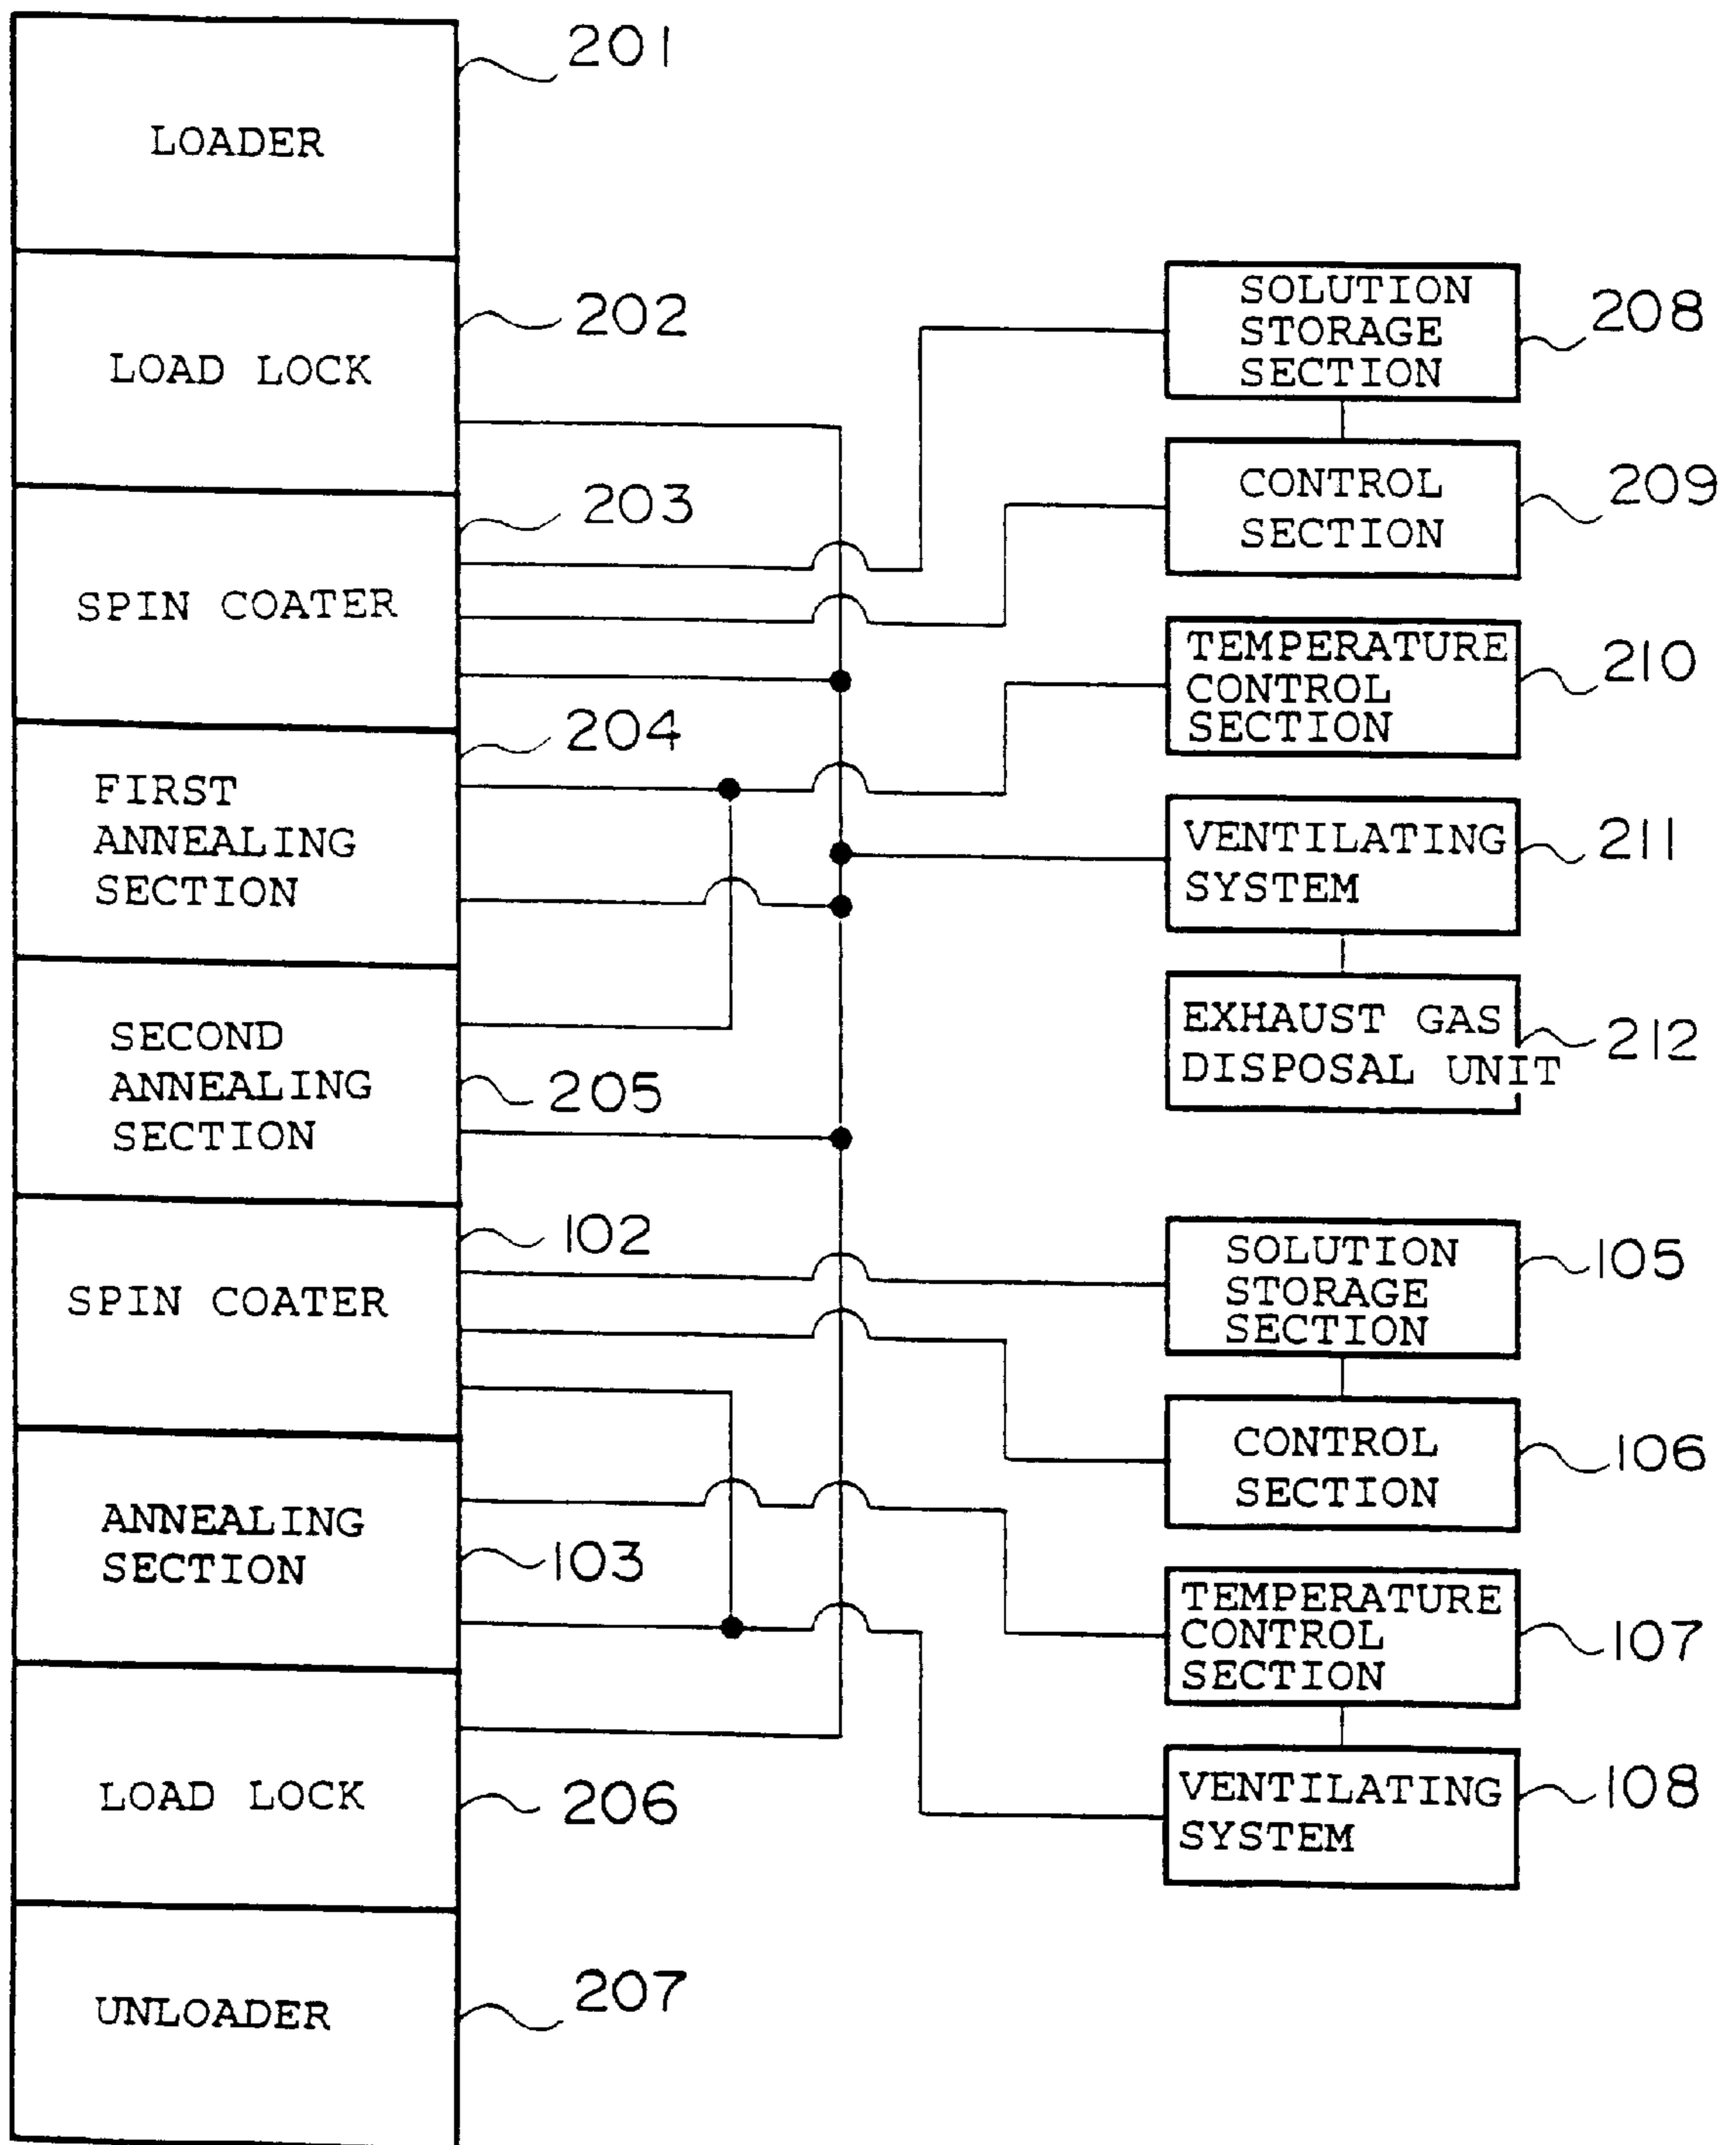 LOADER
201
LOAD LOCK
202
SPIN COATER
203
FIRST
ANNEALING
SECTION
204
SECOND
ANNEALING
SECTION
205
SPIN COATER
102
ANNEALING
SECTION
103
LOAD LOCK
206
UNLOADER
207
SOLUTION
STORAGE
SECTION
208
CONTROL
SECTION
209
TEMPERATURE
CONTROL
SECTION
210
VENTILATING
SYSTEM
211
EXHAUST GAS
DISPOSAL UNIT
212
SOLUTION
STORAGE
SECTION
105
CONTROL
SECTION
106
TEMPERATURE
CONTROL
SECTION
107
VENTILATING
SYSTEM
108